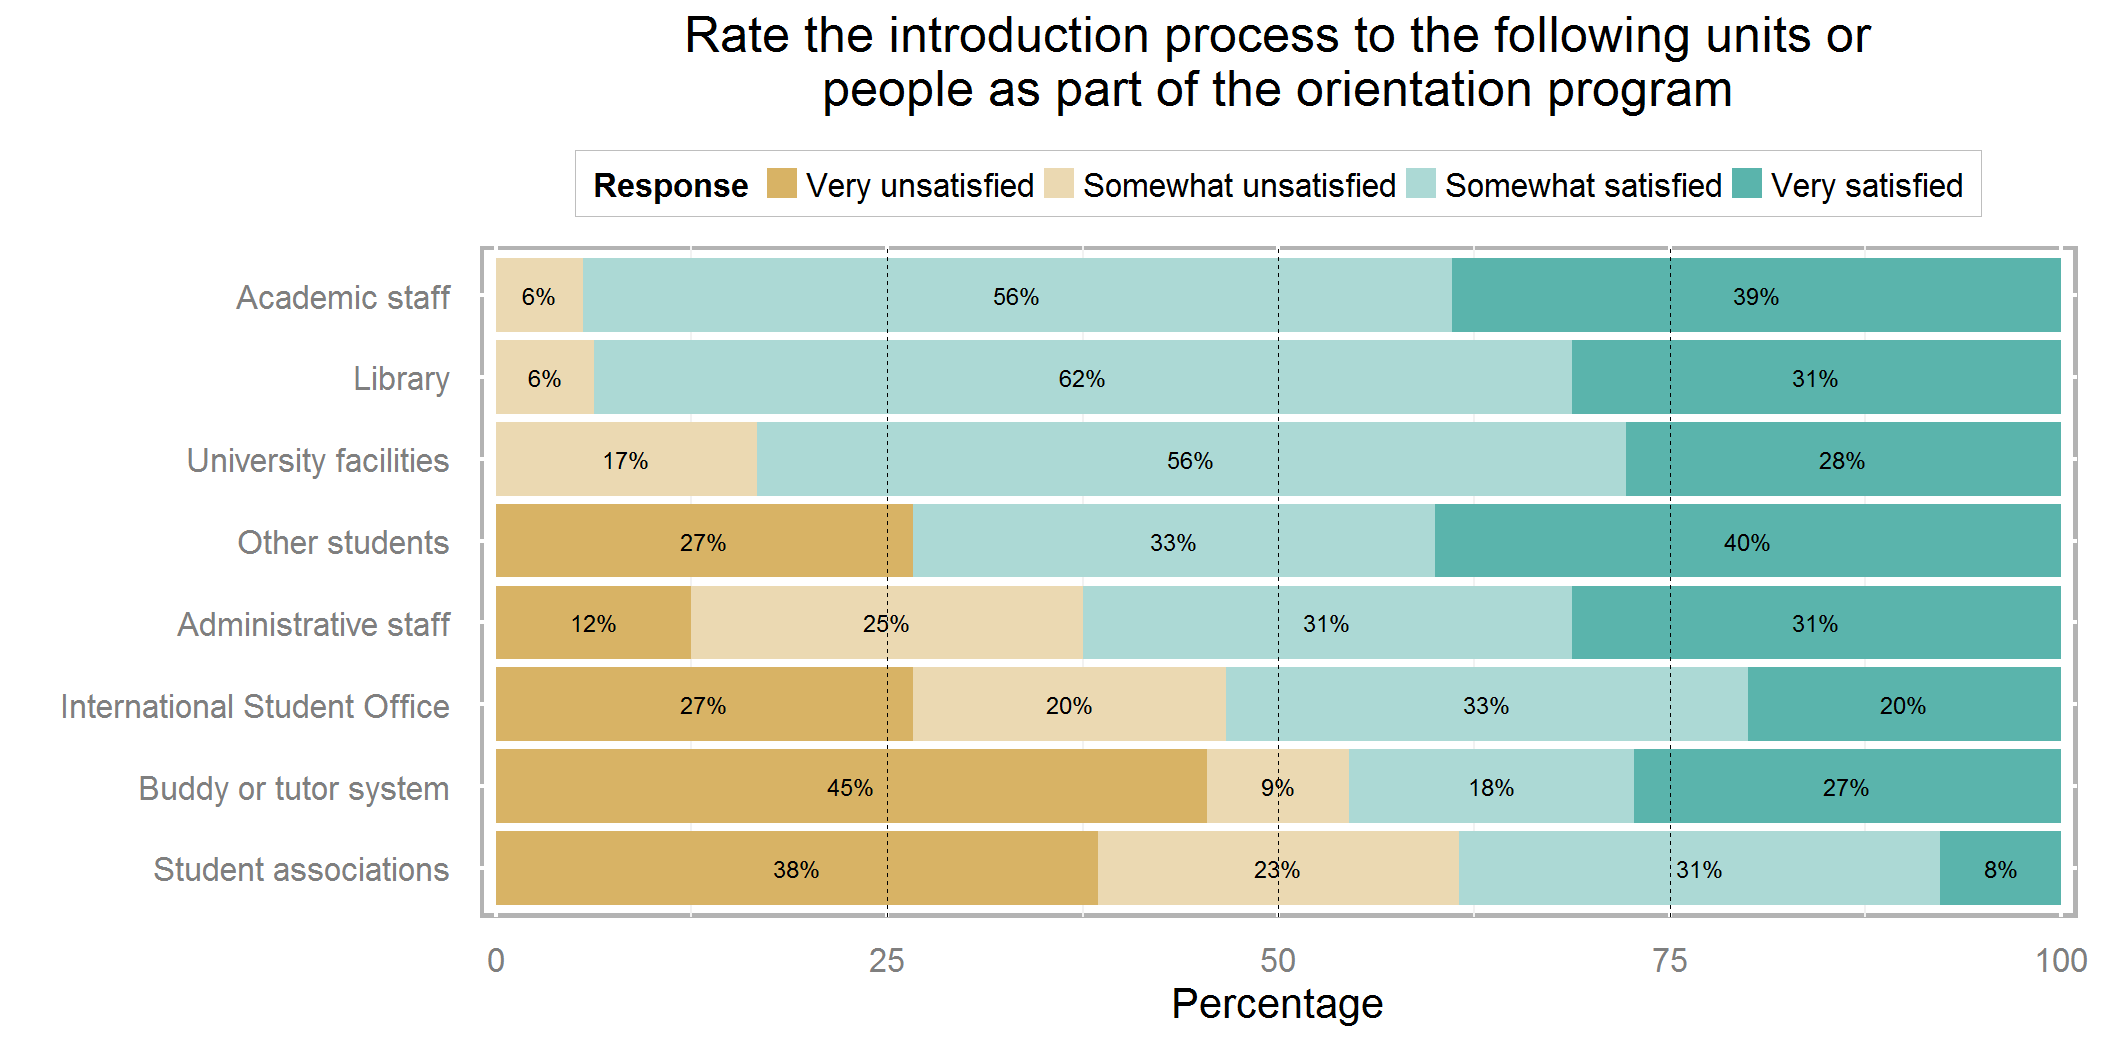 Rate the introduction process to the following units or
people as part of the orientation program
Response Very unsatisfied Somewhat unsatisfied Somewhat satisfied Very satisfied
Academic staff 6% 56% 39%
Library 6% 62% 31%
University facilities 17% 56% 28%
Other students 27% 33% 40%
Administrative staff 12% 25% 31% 31%
International Student Office 27% 20% 33% 20%
Buddy or tutor system 45% 9% 18% 27%
Student associations 38% 23% 31% 8%
0 25 50 75 100
Percentage